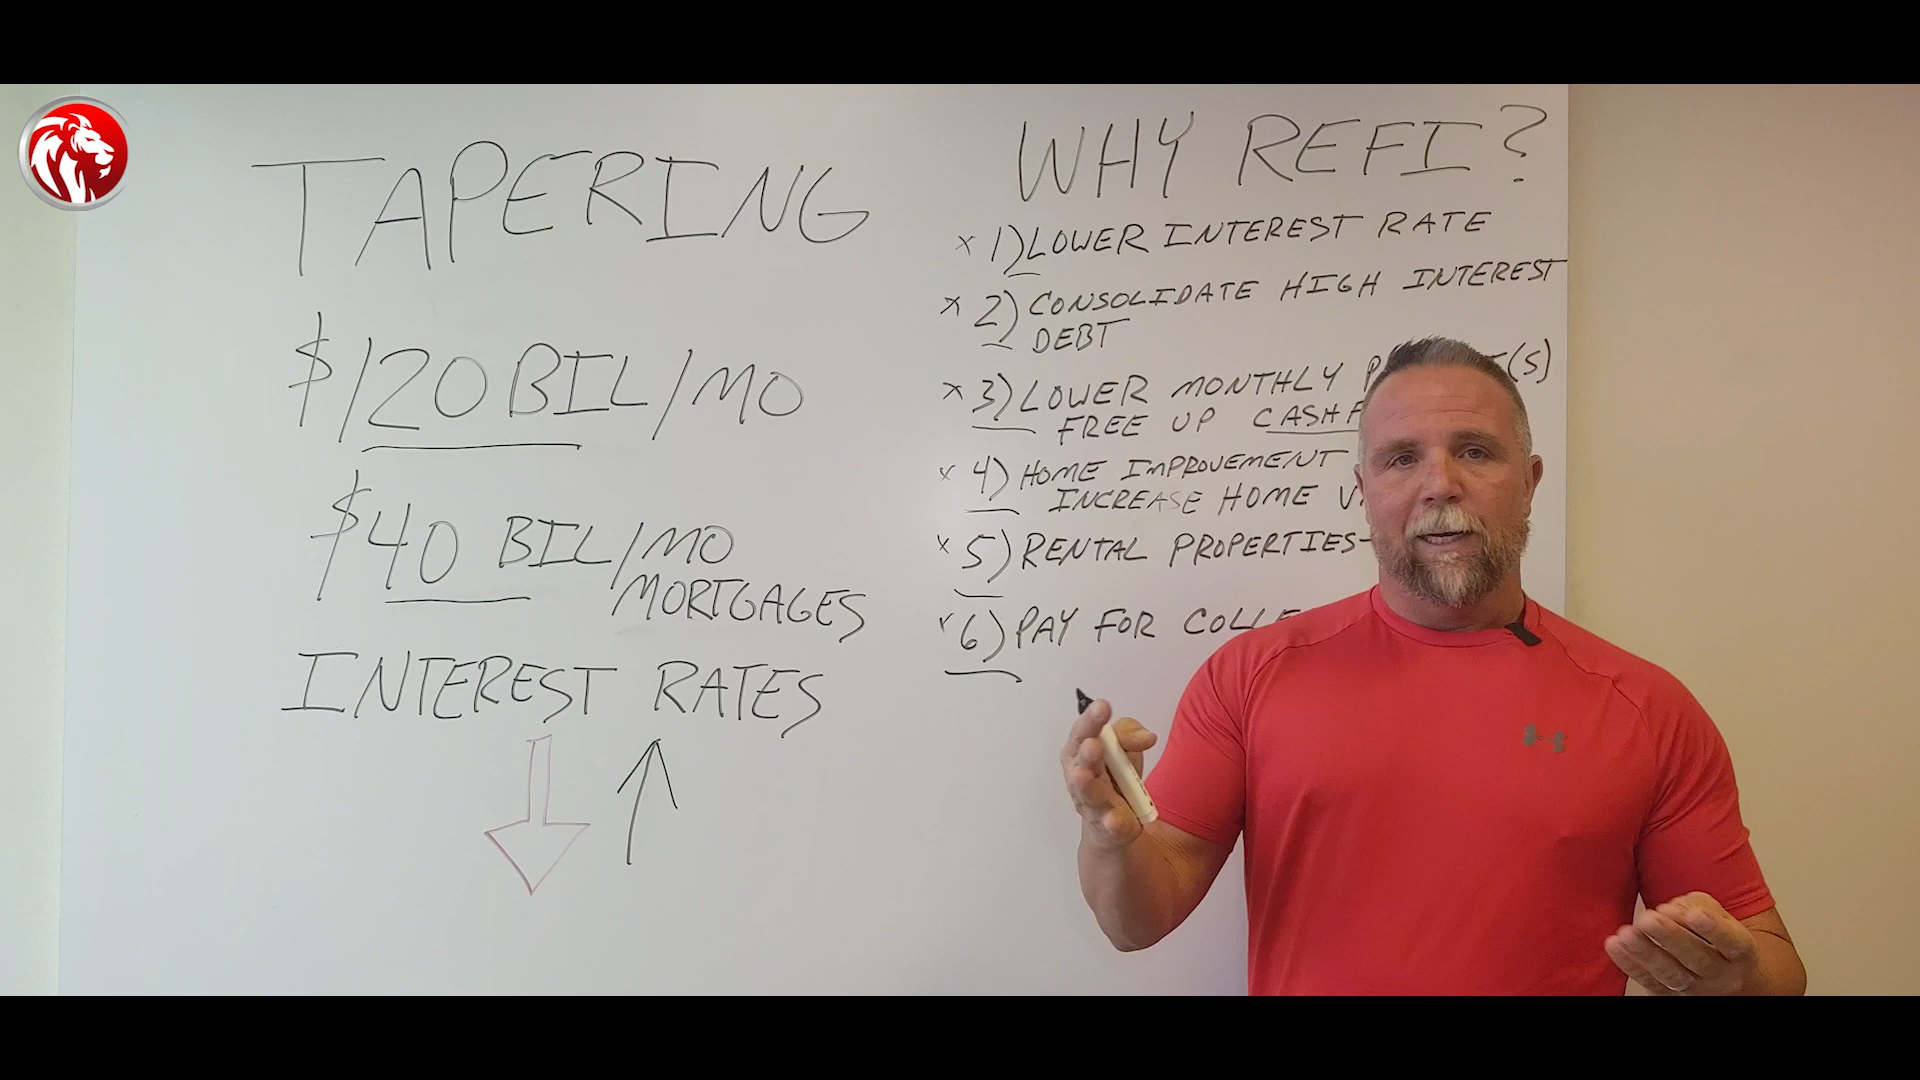 TAPERING
$120 BIL/MO
$40 BIL/MO
MORTGAGES
INTEREST RATES
WHY REFI?
x 1) LOWER INTEREST RATE
x 2) CONSOLIDATE HIGH INTEREST
DEBT
x 3) LOWER MONTHLY
FREE UP
x 4) HOME IMPROVEMENT
INCREASE HOME
x 5) RENTAL PROPERTIES-
x 6) PAY FOR